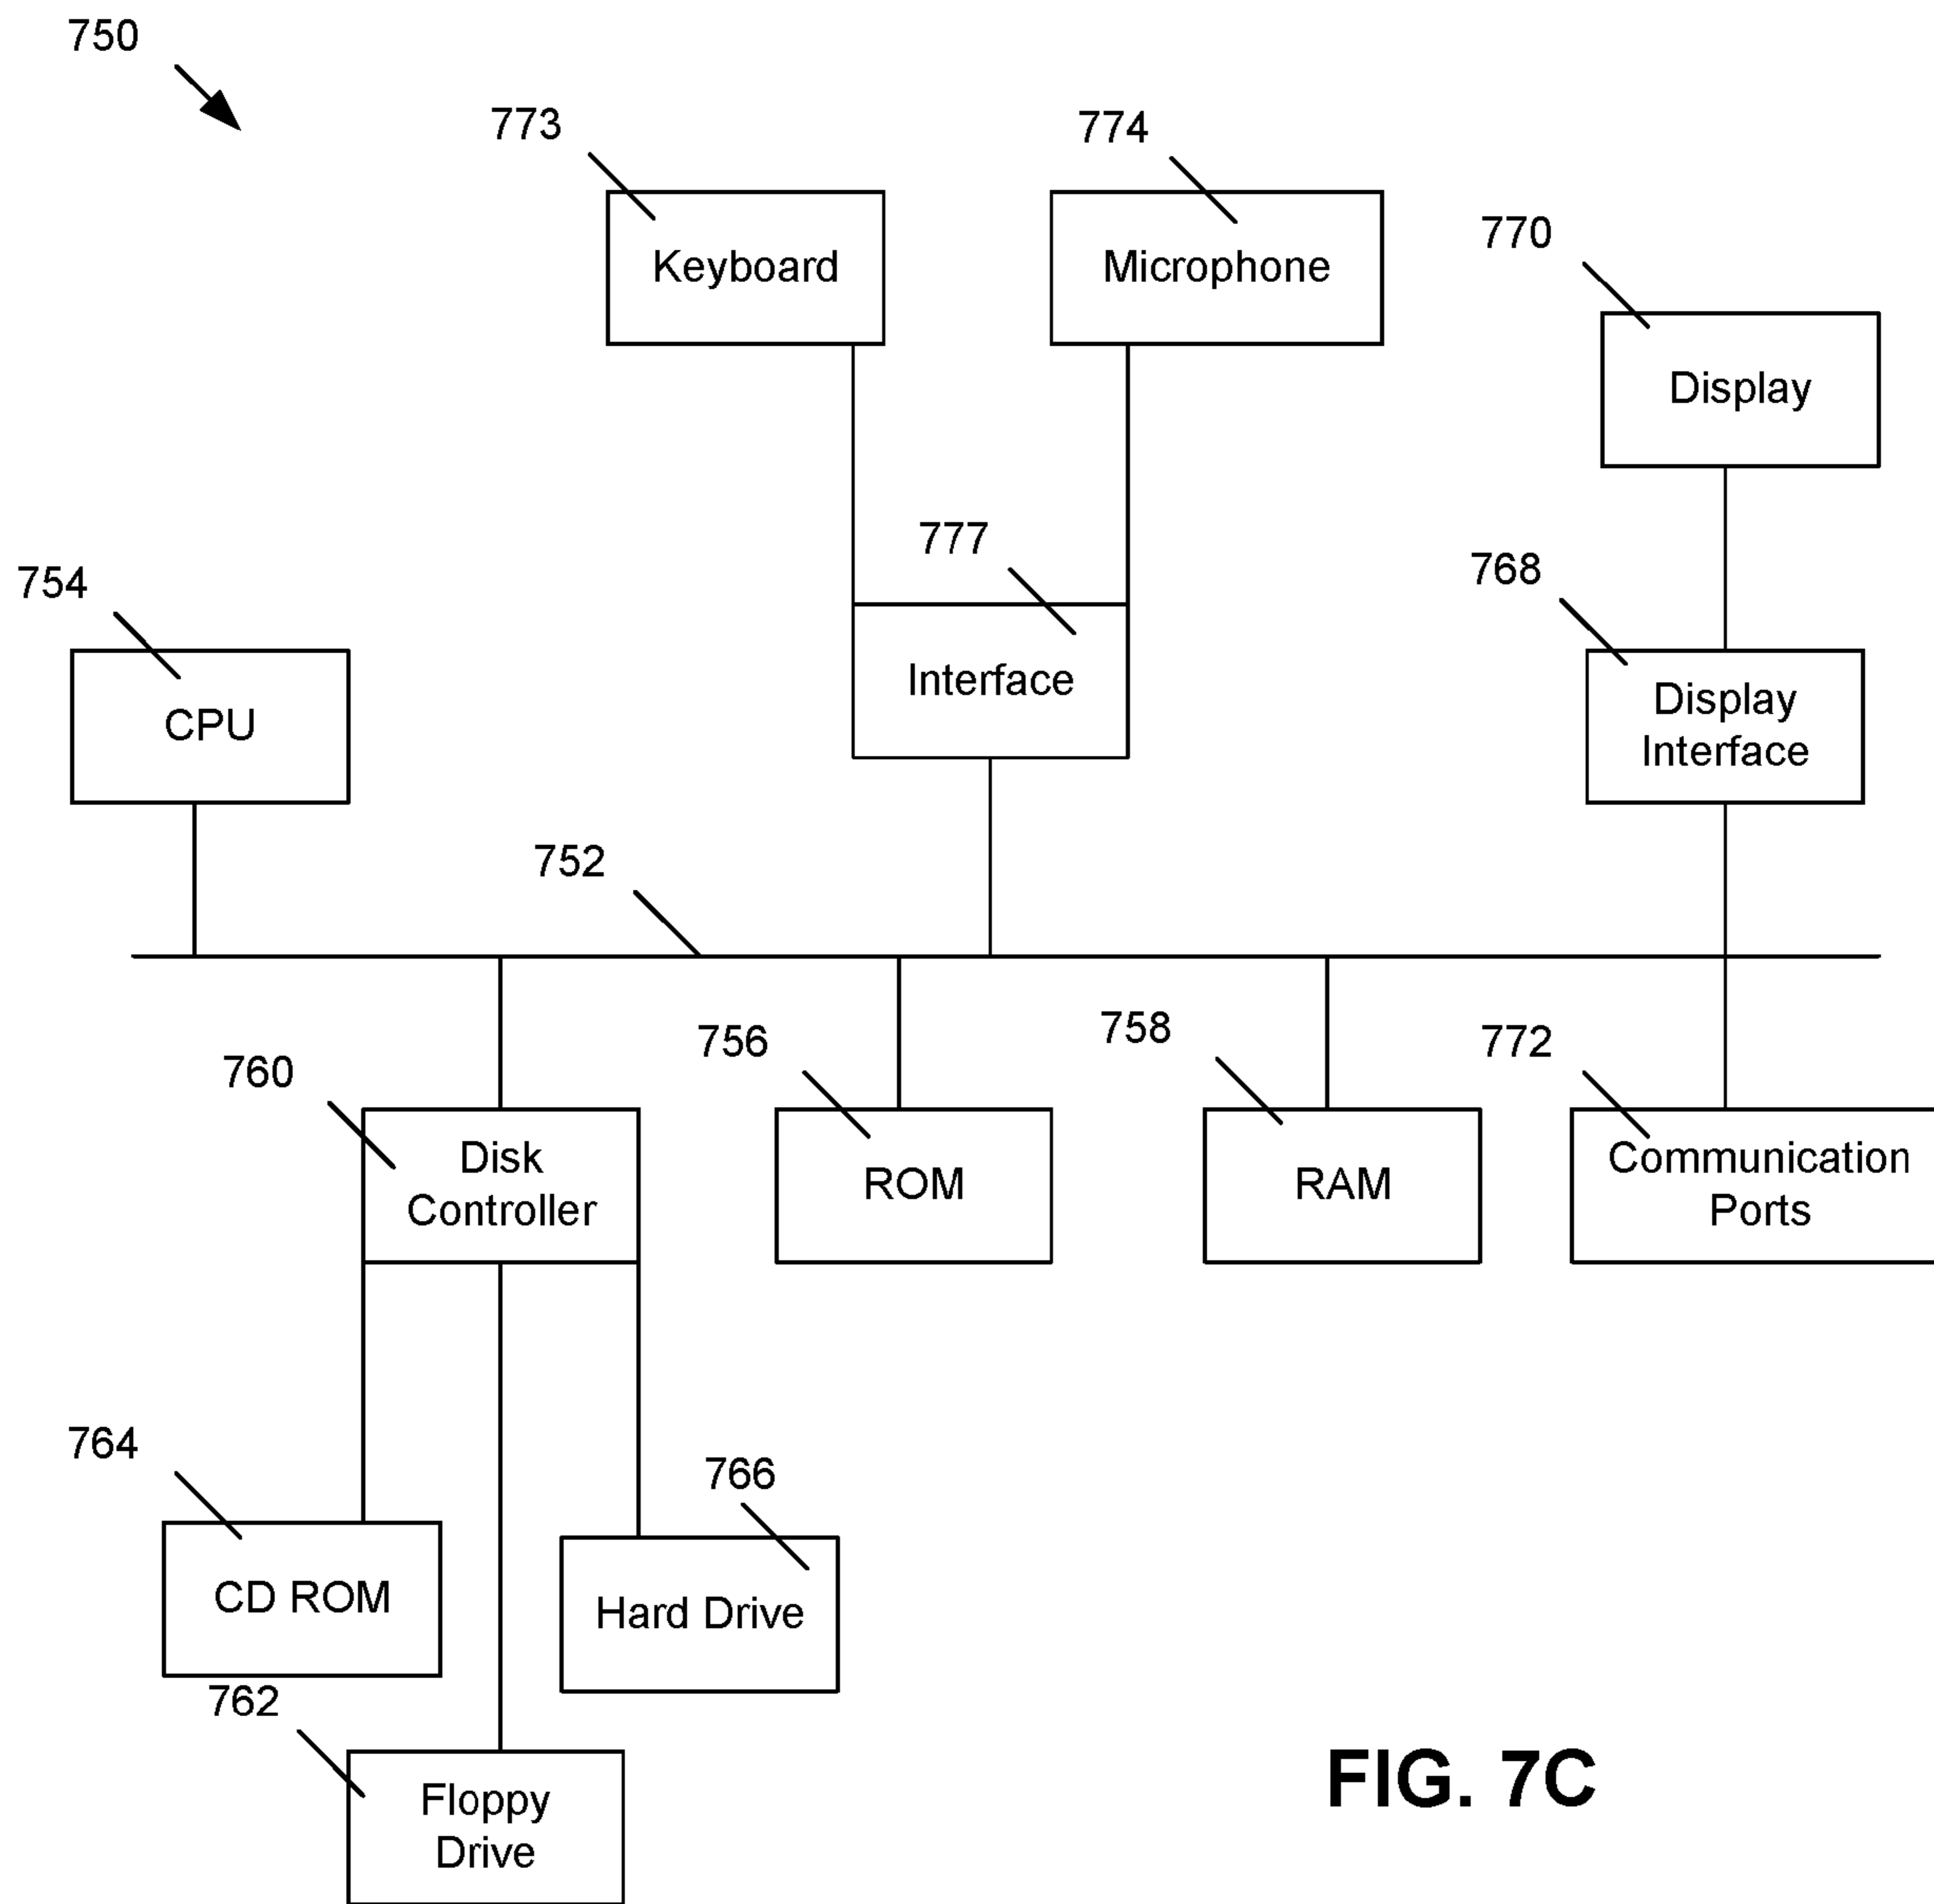 750
773
774
Keyboard
Microphone
770
Display
777
768
754
Interface
Display
Interface
CPU
752
760
756
758
772
Disk
Controller
ROM
RAM
Communication
Ports
764
766
CD ROM
Hard Drive
762
Floppy
Drive
FIG. 7C